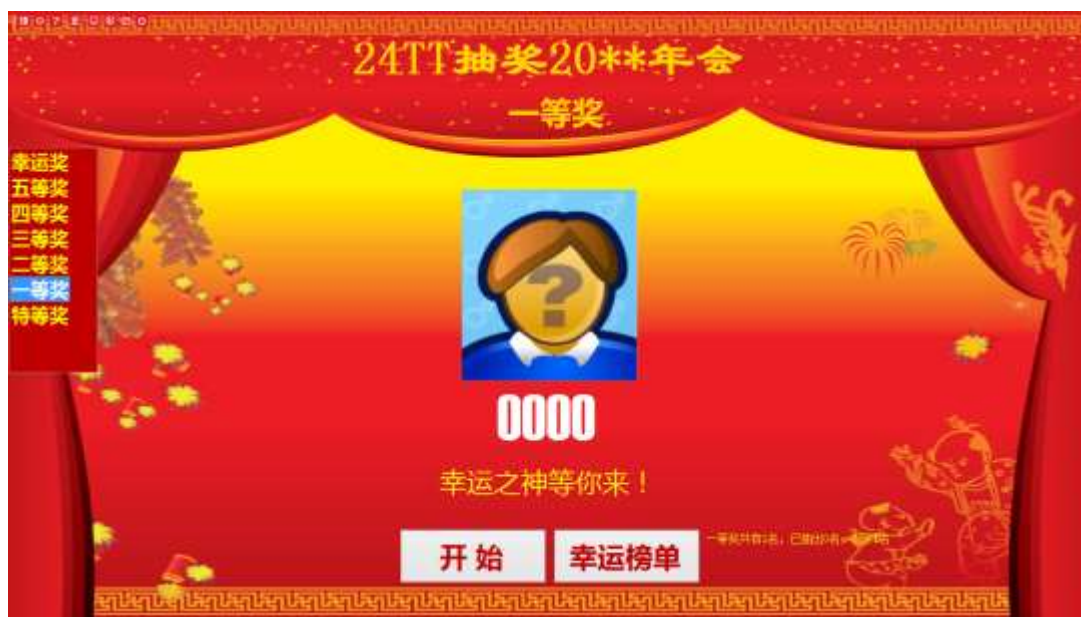 24TT抽奖20**年会
一等奖
幸运奖
五等奖
四等奖
三等奖
二等奖
一等奖
特等奖
?
0000
幸运之神等你来！
开 始
幸运榜单